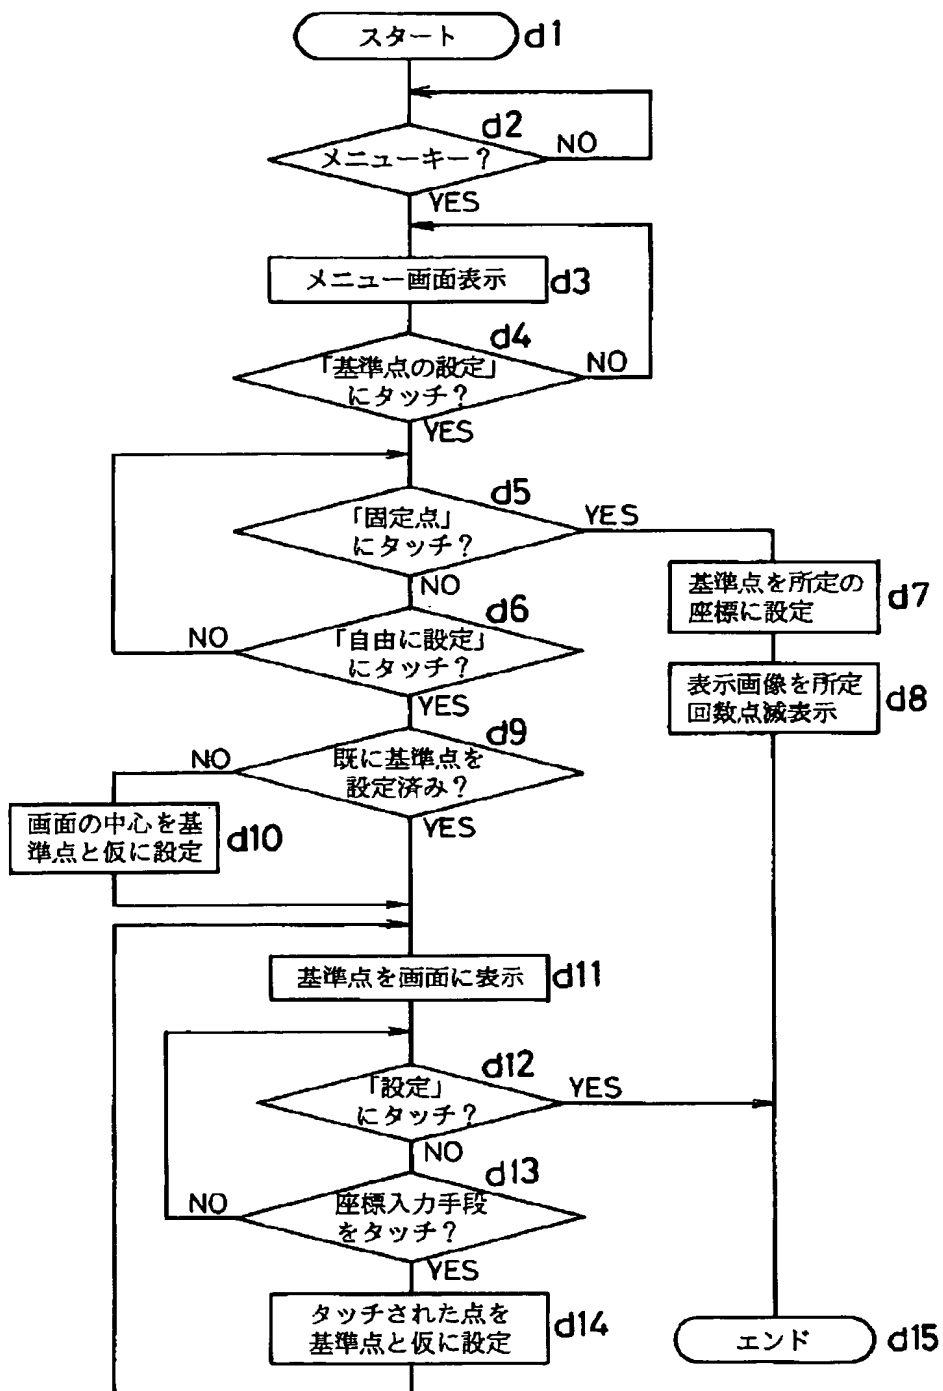 スタート d1
d2
メニューキー? NO
YES
メニュー画面表示 d3
d4
「基準点の設定」 NO
にタッチ?
YES
d5
「固定点」 YES
にタッチ?
NO
基準点を所定の d7
座標に設定
d6
NO 「自由に設定」
にタッチ?
YES
表示画像を所定 d8
回数点滅表示
d9
NO 既に基準点を
設定済み?
YES
画面の中心を基 d10
準点と仮に設定
基準点を画面に表示 d11
d12
「設定」 YES
にタッチ?
NO
d13
NO 座標入力手段
をタッチ?
YES
タッチされた点を d14
基準点と仮に設定
エンド d15